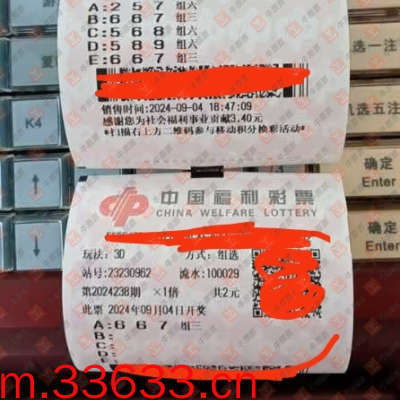 A:2 5 7 组六
B:6 6 7 组三
C:5 6 8 组六
D:5 8 9 组六
E:6 6 7 组三
销售时间:2024-09-04 18:47:09
感谢您为社会福利事业贡献3.40元
*扫描右上方二维码参与移动积分换彩活动*
K4
选一注
机选五注
确定
Enter
↑
↑
中国福利彩票
CHINA WELFARE LOTTERY
玩法:3D 方式:组选
站号:23230962 流水:100029
第2024238期 ×1倍 共2元
此票 2024年09月04日开奖
A:6 6 7 组三
B:
C:
D:
E:
确定
Enter
确定
Enter
m.33633.cn